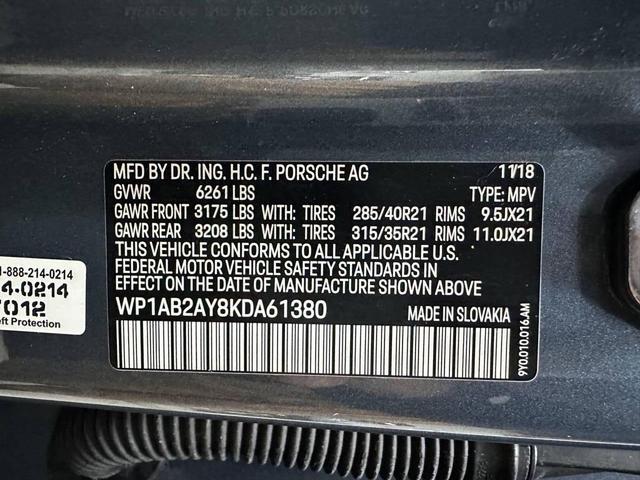 MFD BY DR. ING. H.C. F. PORSCHE AG 11/18
GVWR 6261 LBS TYPE: MPV
GAWR FRONT 3175 LBS WITH: TIRES 285/40R21 RIMS 9.5JX21
GAWR REAR 3208 LBS WITH: TIRES 315/35R21 RIMS 11.0JX21
THIS VEHICLE CONFORMS TO ALL APPLICABLE U.S.
FEDERAL MOTOR VEHICLE SAFETY STANDARDS IN
EFFECT ON THE DATE OF MANUFACTURE SHOWN ABOVE
WP1AB2AY8KDA61380 MADE IN SLOVAKIA
9Y0.010.016.AM
1-888-214-0214
4.0214
7012
eft Protection